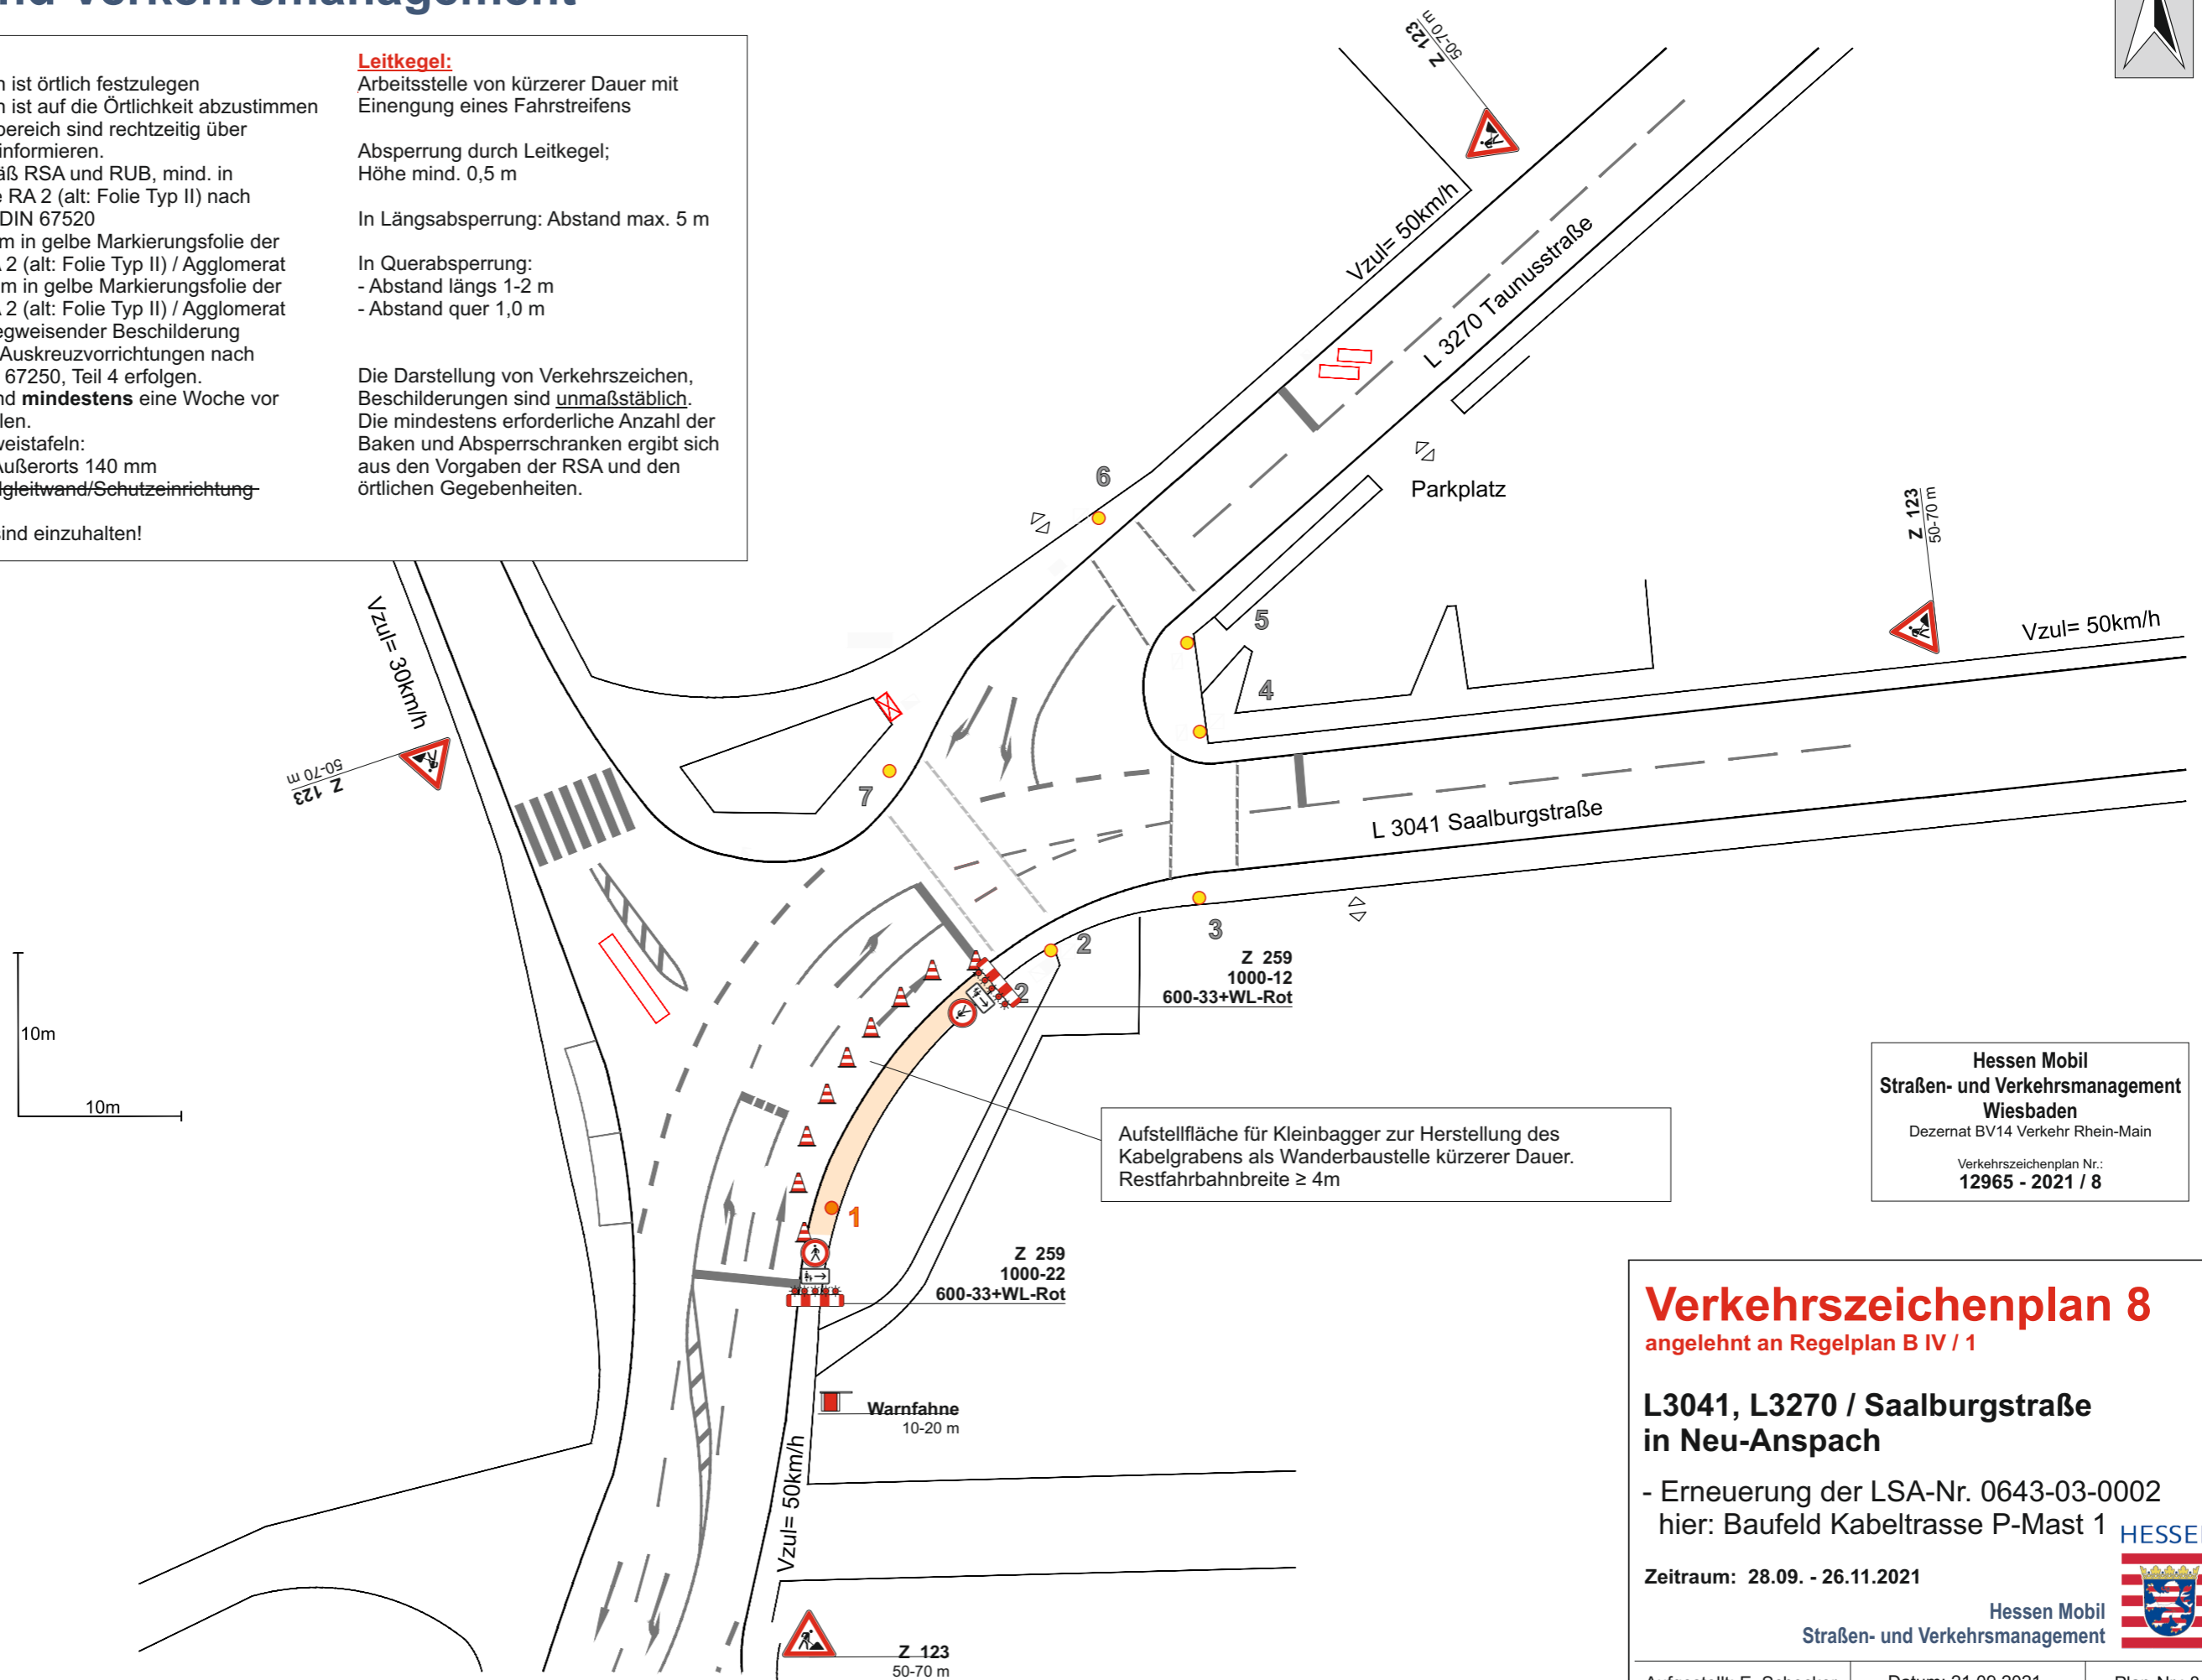 nd Verkehrsmanagement
n ist örtlich festzulegen
n ist auf die Örtlichkeit abzustimmen
bereich sind rechtzeitig über
informieren.
äß RSA und RUB, mind. in
e RA 2 (alt: Folie Typ II) nach
DIN 67520
m in gelbe Markierungsfolie der
2 (alt: Folie Typ II) / Agglomerat
m in gelbe Markierungsfolie der
2 (alt: Folie Typ II) / Agglomerat
egweisender Beschilderung
Auskreuzvorrichtungen nach
67250, Teil 4 erfolgen.
nd mindestens eine Woche vor
len.
weistafeln:
Außerorts 140 mm
lgleitwand/Schutzeinrichtung
sind einzuhalten!
Leitkegel:
Arbeitsstelle von kürzerer Dauer mit
Einengung eines Fahrstreifens
Absperrung durch Leitkegel;
Höhe mind. 0,5 m
In Längsabsperrung: Abstand max. 5 m
In Querabsperrung:
- Abstand längs 1-2 m
- Abstand quer 1,0 m
Die Darstellung von Verkehrszeichen,
Beschilderungen sind unmaßstäblich.
Die mindestens erforderliche Anzahl der
Baken und Absperrschranken ergibt sich
aus den Vorgaben der RSA und den
örtlichen Gegebenheiten.
Z 123
50-70 m
Vzul= 50km/h
L 3270 Taunusstraße
Parkplatz
6
Z 123
50-70 m
Vzul= 50km/h
5
4
Vzul= 30km/h
Z 123
50-70 m
7
L 3041 Saalburgstraße
3
2
2
Z 259
1000-12
600-33+WL-Rot
10m
10m
Aufstellfläche für Kleinbagger zur Herstellung des
Kabelgrabens als Wanderbaustelle kürzerer Dauer.
Restfahrbahnbreite ≥ 4m
1
Z 259
1000-22
600-33+WL-Rot
Warnfahne
10-20 m
Vzul= 50km/h
Z 123
50-70 m
Hessen Mobil
Straßen- und Verkehrsmanagement
Wiesbaden
Dezernat BV14 Verkehr Rhein-Main
Verkehrszeichenplan Nr.:
12965 - 2021 / 8
Verkehrszeichenplan 8
angelehnt an Regelplan B IV / 1
L3041, L3270 / Saalburgstraße
in Neu-Anspach
- Erneuerung der LSA-Nr. 0643-03-0002
hier: Baufeld Kabeltrasse P-Mast 1
HESSE
Zeitraum: 28.09. - 26.11.2021
Hessen Mobil
Straßen- und Verkehrsmanagement